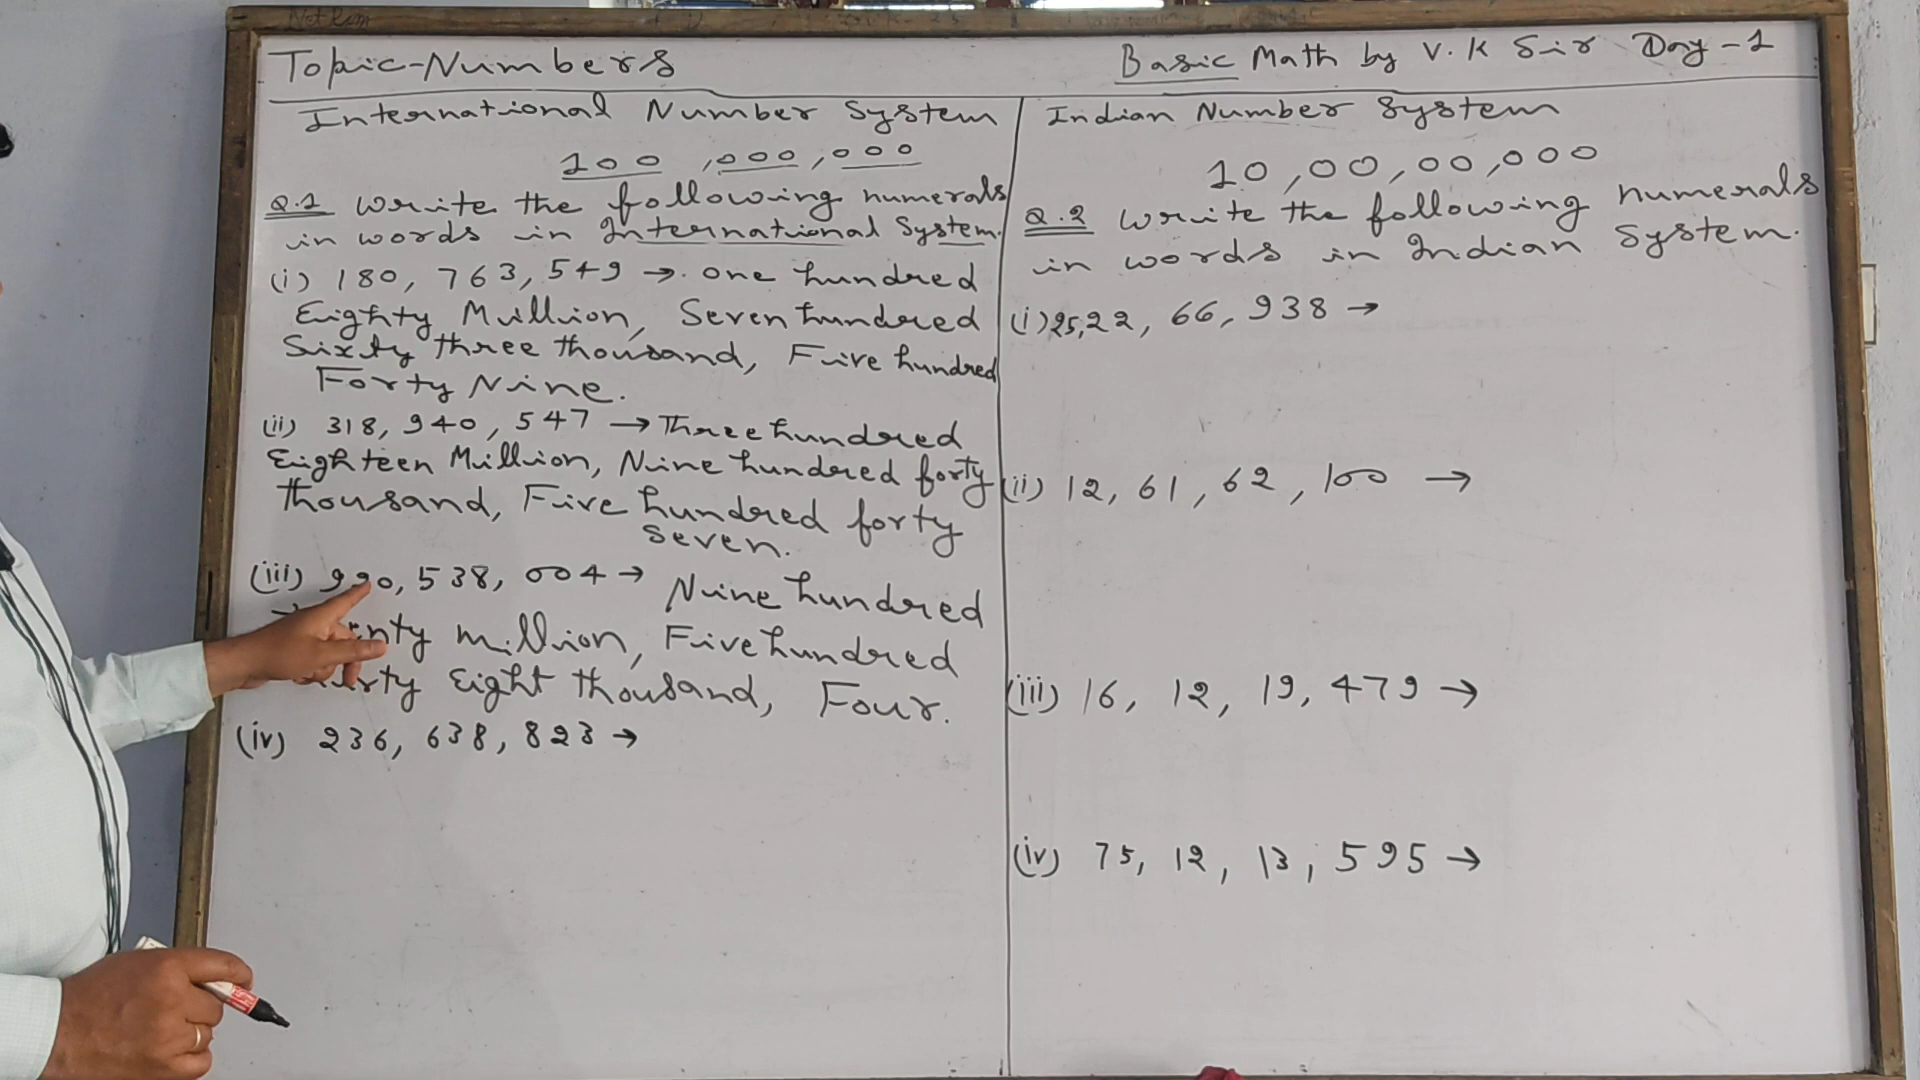 Topic-Numbers
Basic Math by V.K Sir Day-1
International Number System
100,000,000
Q.1 Write the following numerals
in words in International System.
(i) 180, 763, 549 → One hundred
Eighty Million, Seven hundred
Sixty three thousand, Five hundred
Forty Nine.
(ii) 318, 940, 547 → Three hundred
Eighteen Million, Nine hundred forty
thousand, Five hundred forty
seven.
(iii) 920, 538, 004 → Nine hundred
million, Five hundred
Eight thousand, Four.
(iv) 236, 638, 823 →
Indian Number System
10,00,00,000
Q.2 Write the following numerals
in words in Indian System.
(i) 25,22, 66, 938 →
(ii) 12, 61, 62, 100 →
(iii) 16, 12, 19, 479 →
(iv) 75, 12, 13, 595 →